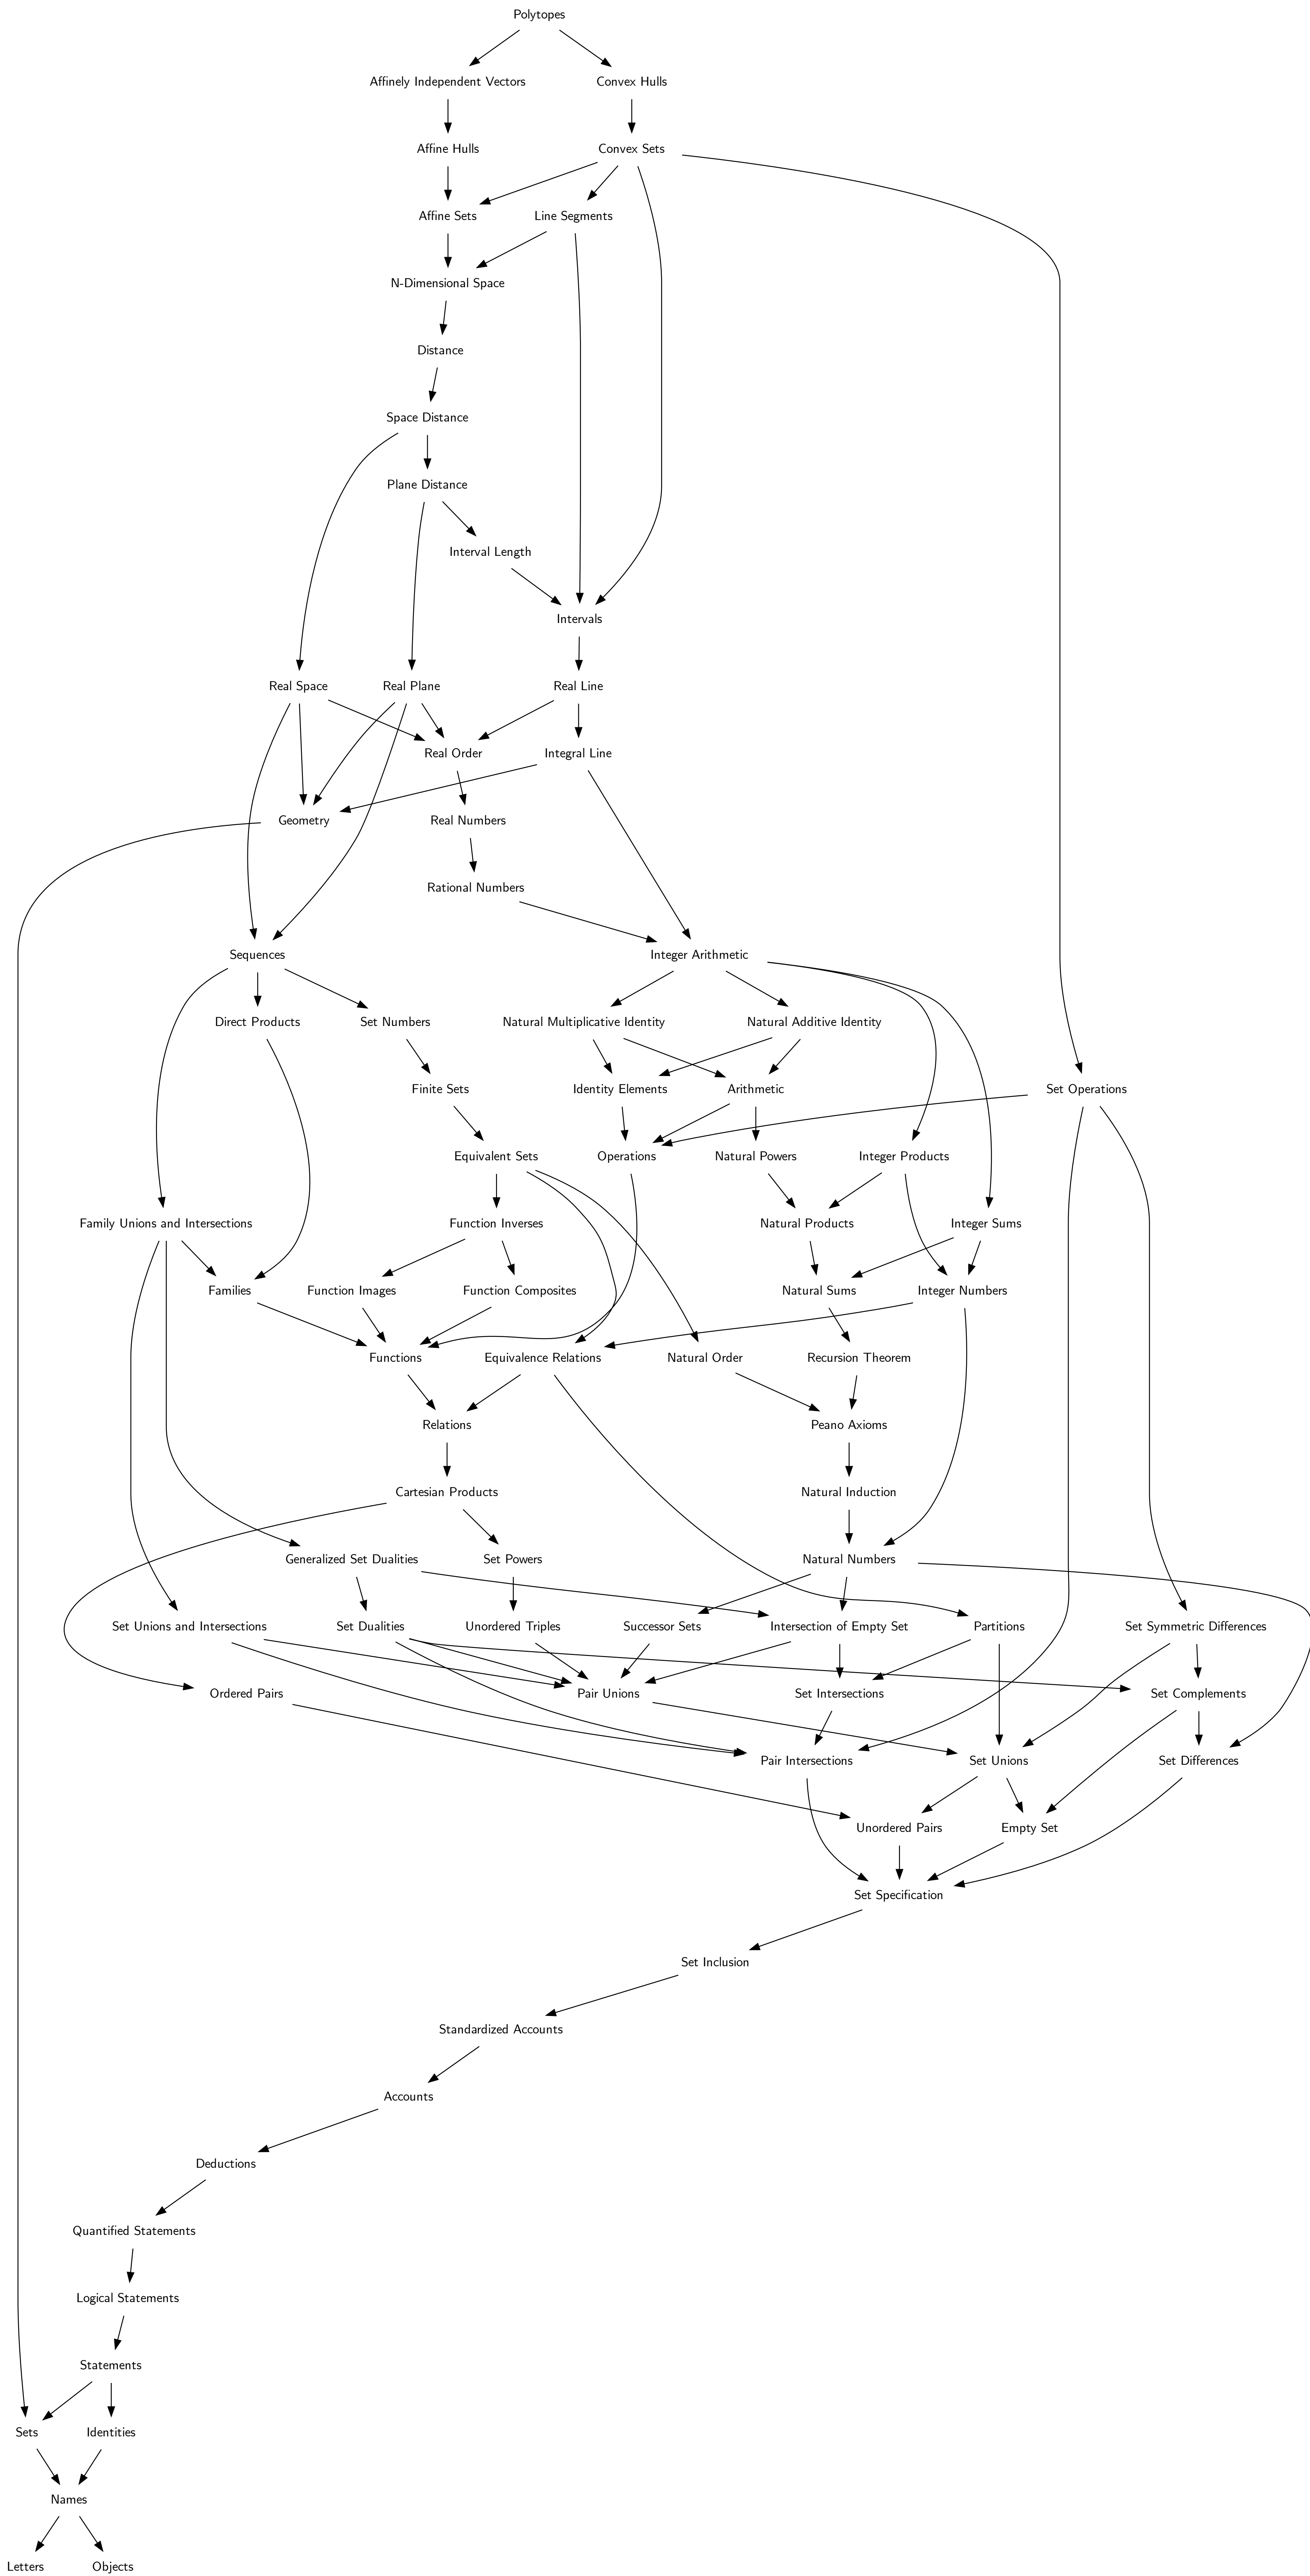 Polytopes
Affinely Independent Vectors
Convex Hulls
Affine Hulls
Convex Sets
Affine Sets
Line Segments
N-Dimensional Space
Distance
Space Distance
Plane Distance
Interval Length
Intervals
Real Space
Real Plane
Real Line
Real Order
Integral Line
Geometry
Real Numbers
Rational Numbers
Sequences
Integer Arithmetic
Direct Products
Set Numbers
Natural Multiplicative Identity
Natural Additive Identity
Finite Sets
Identity Elements
Arithmetic
Set Operations
Equivalent Sets
Operations
Natural Powers
Integer Products
Family Unions and Intersections
Function Inverses
Natural Products
Integer Sums
Families
Function Images
Function Composites
Natural Sums
Integer Numbers
Functions
Equivalence Relations
Natural Order
Recursion Theorem
Relations
Peano Axioms
Cartesian Products
Natural Induction
Generalized Set Dualities
Set Powers
Natural Numbers
Set Unions and Intersections
Set Dualities
Unordered Triples
Successor Sets
Intersection of Empty Set
Partitions
Set Symmetric Differences
Ordered Pairs
Pair Unions
Set Intersections
Set Complements
Pair Intersections
Set Unions
Set Differences
Unordered Pairs
Empty Set
Set Specification
Set Inclusion
Standardized Accounts
Accounts
Deductions
Quantified Statements
Logical Statements
Statements
Sets
Identities
Names
Letters
Objects